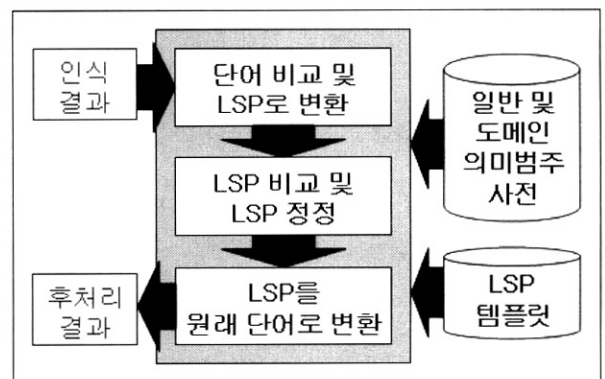 인식
결과
단어 비교 및
LSP로 변환
일반 및
도메인
의미범주
사전
LSP 비교 및
LSP 정정
후처리
결과
LSP를
원래 단어로 변환
LSP
템플릿